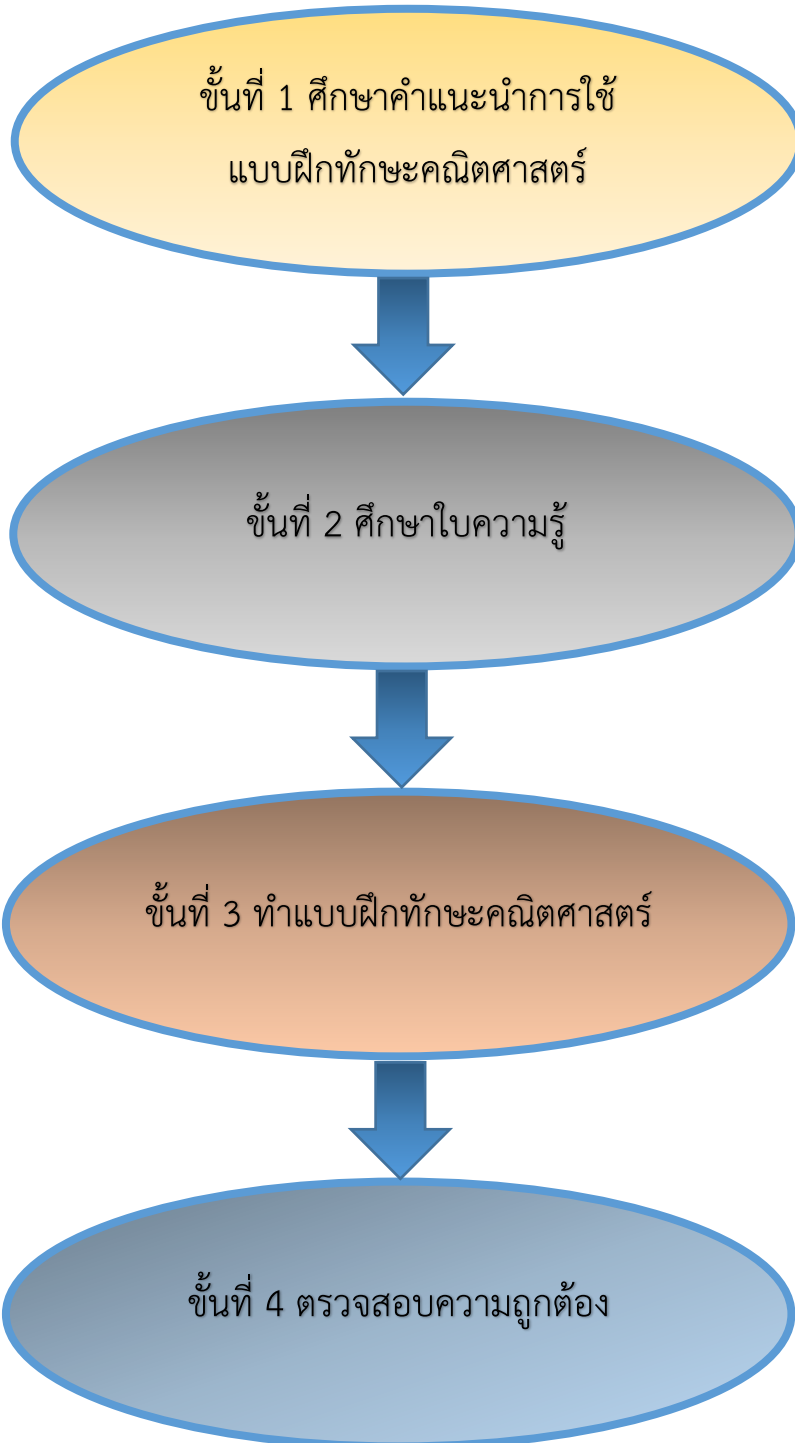 ขั้นที่ 1 ศึกษาคำแนะนำการใช้
แบบฝึกทักษะคณิตศาสตร์
ขั้นที่ 2 ศึกษาใบความรู้
ขั้นที่ 3 ทำแบบฝึกทักษะคณิตศาสตร์
ขั้นที่ 4 ตรวจสอบความถูกต้อง